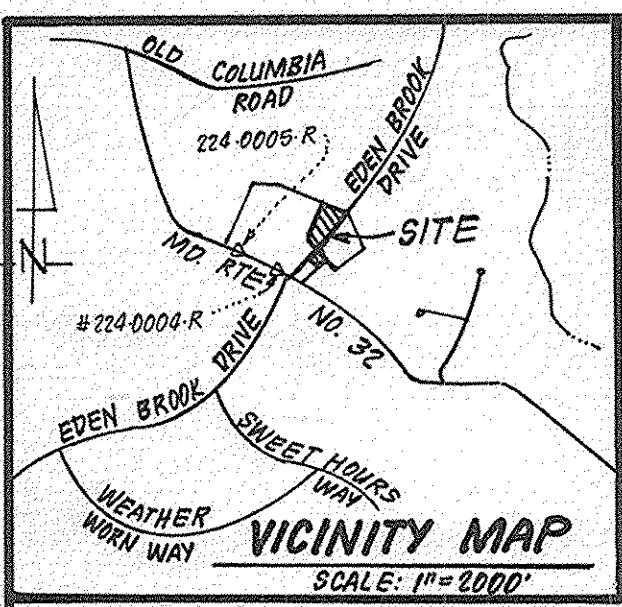 OLD COLUMBIA
ROAD
224.0005.R
EDEN BROOK
DRIVE
SITE
MD. RTE.
NO. 32
N
#224.0004.R
EDEN BROOK DRIVE
SWEET HOURS
WAY
WEATHER
WORN WAY
VICINITY MAP
SCALE: 1"=2000'